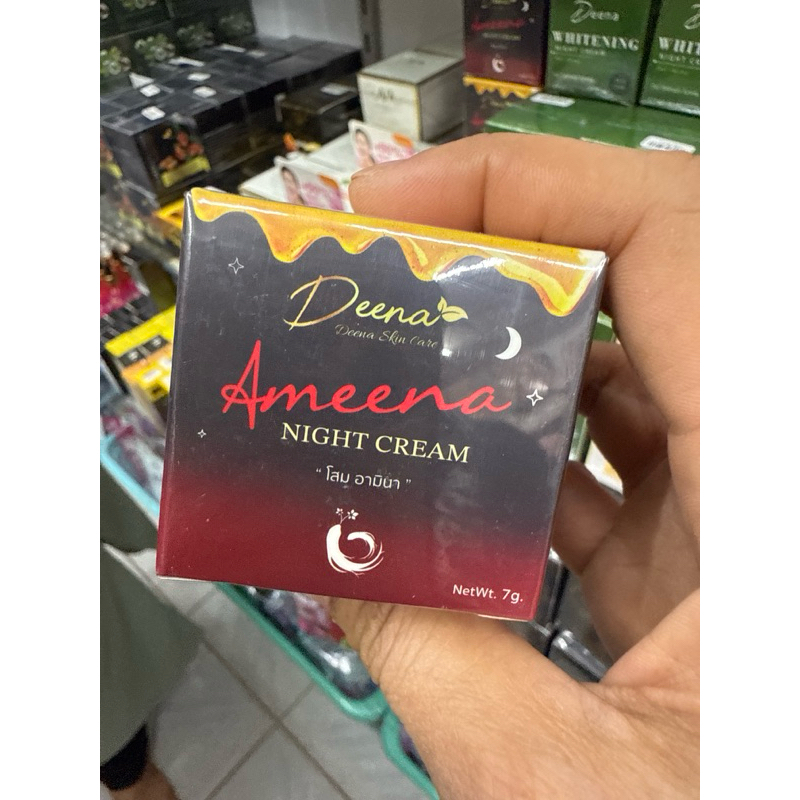 Deena
WHITENING
NIGHT CREAM
Deena
Deena Skin Care
Ameena
NIGHT CREAM
“ โสม อามีนา ”
NetWt. 7g.